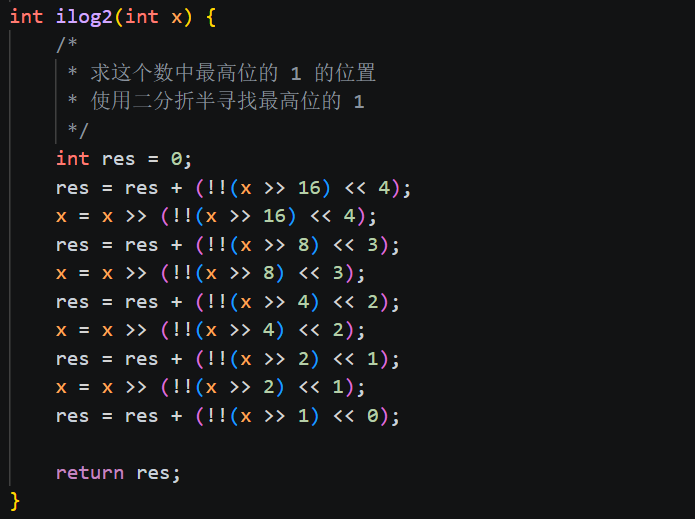 int ilog2(int x) {
    /*
     * 求这个数中最高位的 1 的位置
     * 使用二分折半寻找最高位的 1
     */
    int res = 0;
    res = res + (!!(x >> 16) << 4);
    x = x >> (!!(x >> 16) << 4);
    res = res + (!!(x >> 8) << 3);
    x = x >> (!!(x >> 8) << 3);
    res = res + (!!(x >> 4) << 2);
    x = x >> (!!(x >> 4) << 2);
    res = res + (!!(x >> 2) << 1);
    x = x >> (!!(x >> 2) << 1);
    res = res + (!!(x >> 1) << 0);

    return res;
}